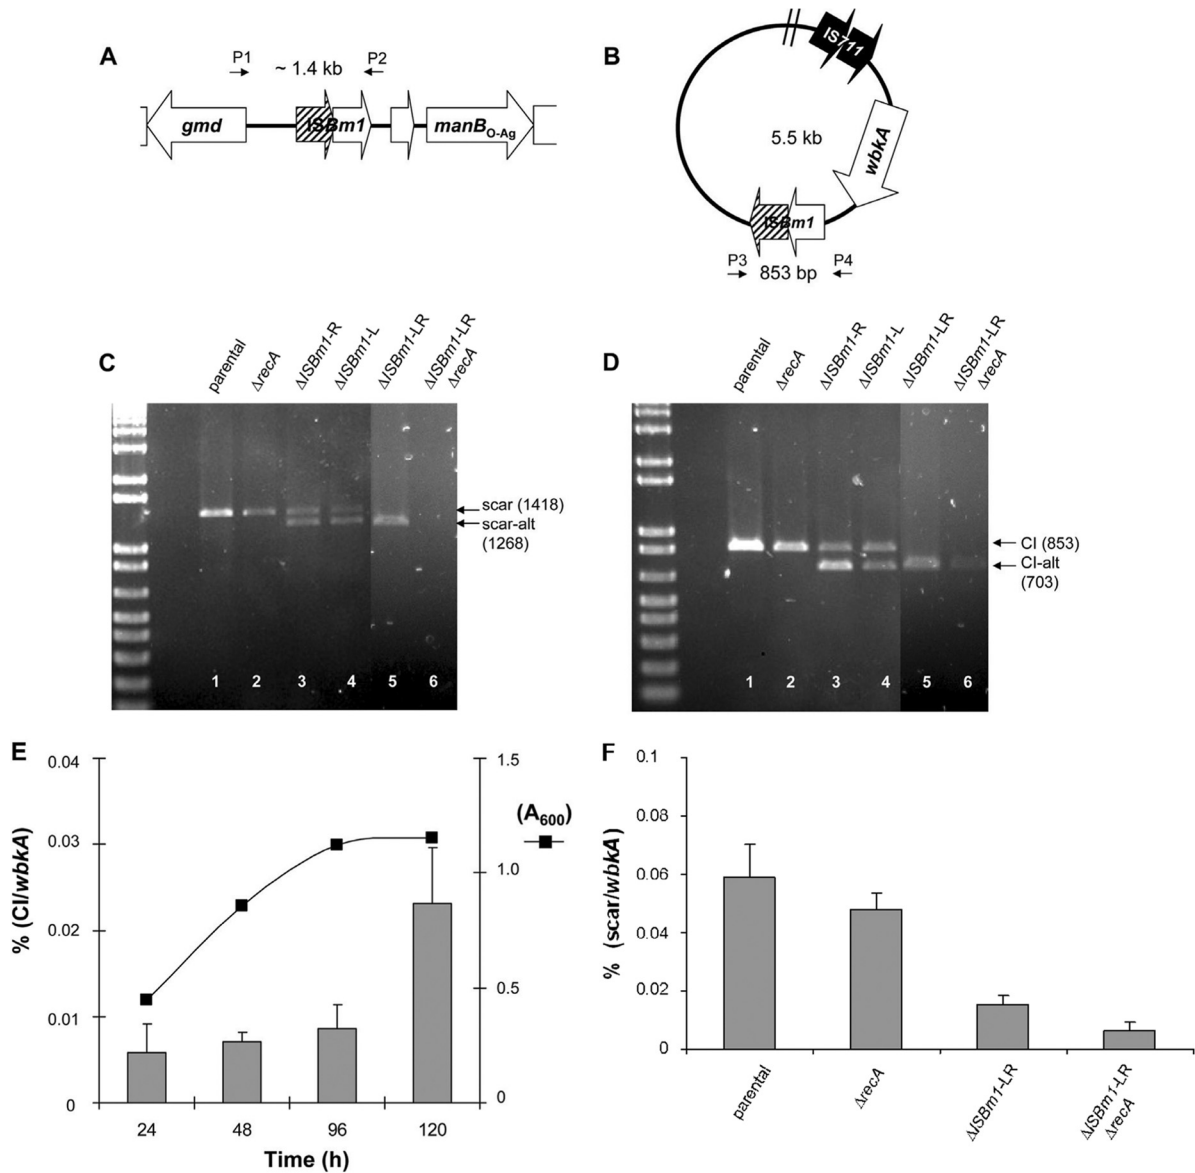 A
P1
~ 1.4 kb
P2
gmd
ISBm1
manBO-Ag
B
IS711
5.5 kb
wbkA
ISBm1
P3
853 bp
P4
C
parental
ΔrecA
ΔISBm1-R
ΔISBm1-L
ΔISBm1-LR
ΔISBm1-LR
ΔrecA
scar (1418)
scar-alt
(1268)
1 2 3 4 5 6
D
parental
ΔrecA
ΔISBm1-R
ΔISBm1-L
ΔISBm1-LR
ΔISBm1-LR
ΔrecA
CI (853)
CI-alt
(703)
1 2 3 4 5 6
E
% (CI/wbkA)
0.04
0.03
0.02
0.01
0
1.5
1.0
0.5
0
(A600)
24 48 96 120
Time (h)
F
% (scar/wbkA)
0.1
0.08
0.06
0.04
0.02
0
parental
ΔrecA
ΔISBm1-LR
ΔISBm1-LR
ΔrecA